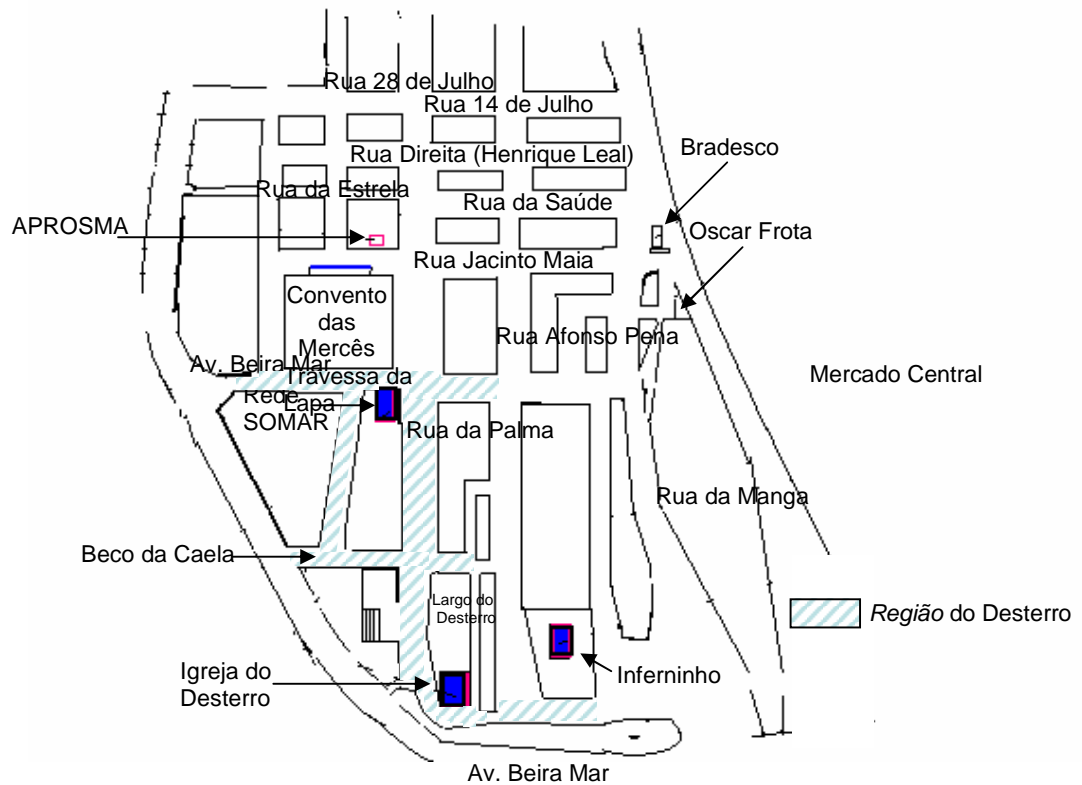 Rua 28 de Julho
Rua 14 de Julho
Rua Direita (Henrique Leal)
Bradesco
Rua da Estrela
Rua da Saúde
APROSMA
Oscar Frota
Rua Jacinto Maia
Convento
das
Mercês
Rua Afonso Pena
Av. Beira Mar
Travessa da
Lapa
Mercado Central
Rede
SOMAR
Rua da Palma
Rua da Manga
Beco da Caela
Largo do
Desterro
Região do Desterro
Igreja do
Desterro
Inferninho
Av. Beira Mar